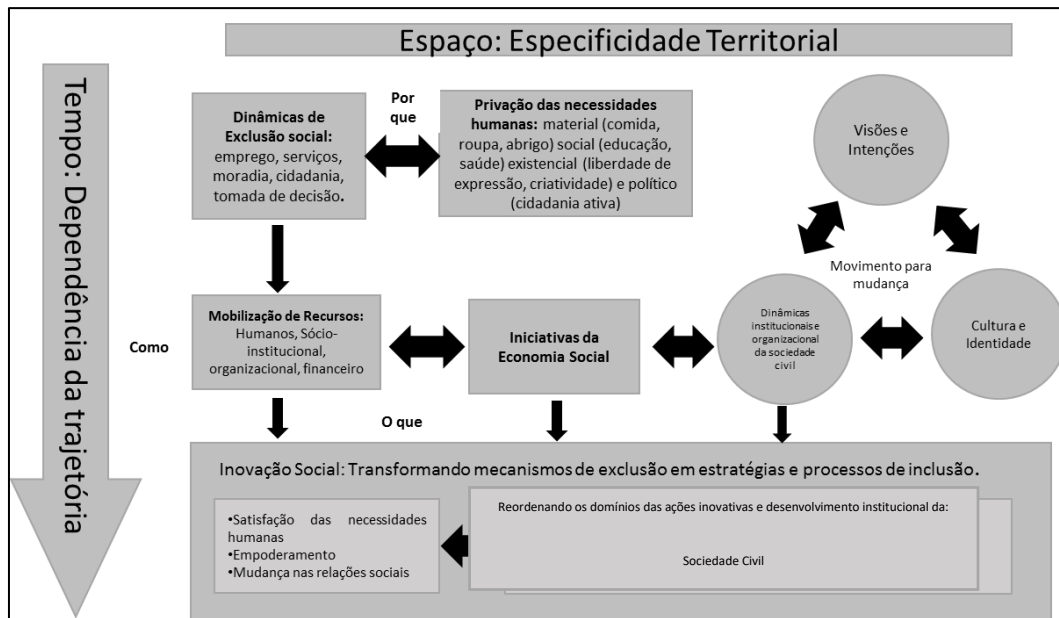 Espaço: Especificidade Territorial
Tempo: Dependência da trajetória
Dinâmicas de
Exclusão social:
emprego, serviços,
moradia, cidadania,
tomada de decisão.
Por
que
Privação das necessidades
humanas: material (comida,
roupa, abrigo) social (educação,
saúde) existencial (liberdade de
expressão, criatividade) e político
(cidadania ativa)
Visões e
Intenções
Movimento para
mudança
Como
Mobilização de Recursos:
Humanos, Sócio-
institucional,
organizacional, financeiro
Iniciativas da
Economia Social
Dinâmicas
institucionais e
organizacional
da sociedade
civil
Cultura e
Identidade
O que
Inovação Social: Transformando mecanismos de exclusão em estratégias e processos de inclusão.
•Satisfação das necessidades
humanas
•Empoderamento
•Mudança nas relações sociais
Reordenando os domínios das ações inovativas e desenvolvimento institucional da:
Sociedade Civil